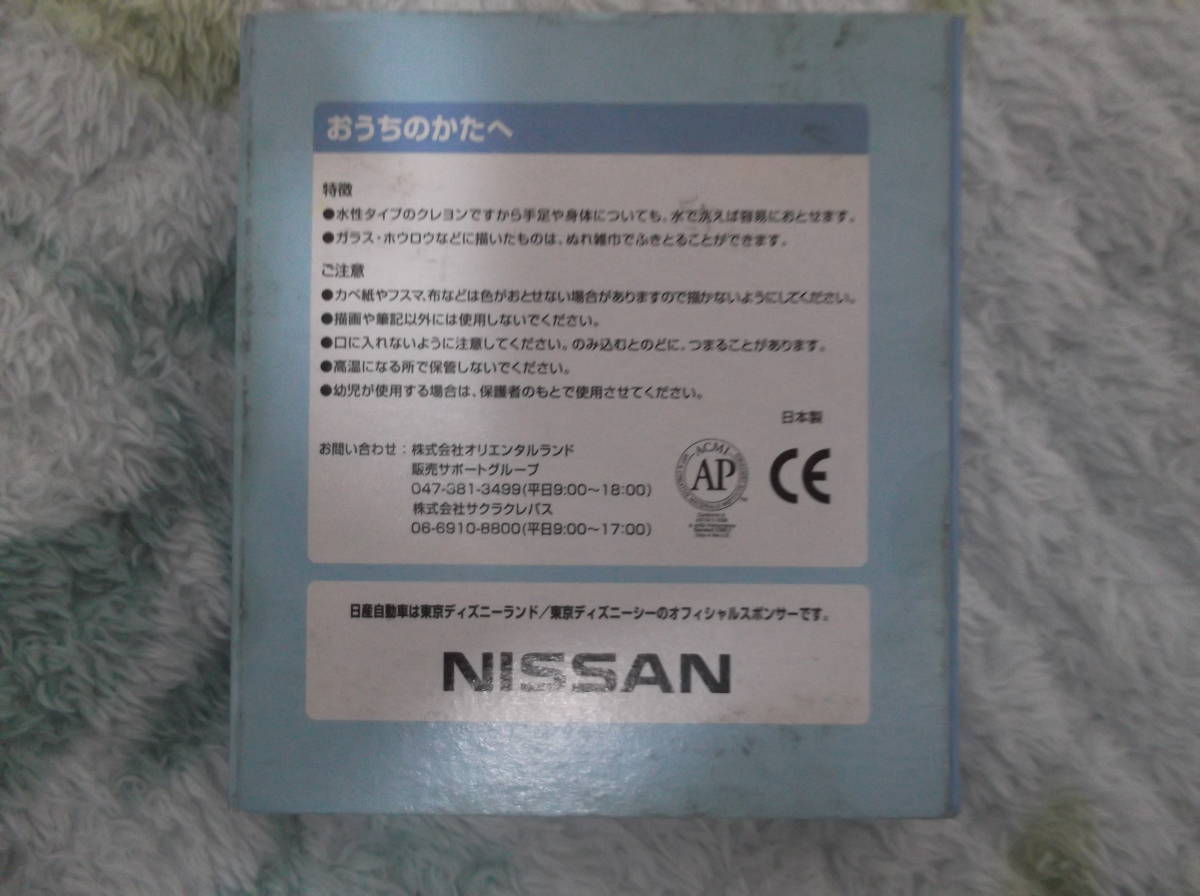 おうちのかたへ
特徴
●水性タイプのクレヨンですから手足や身体についても、水で洗えば容易におとせます。
●ガラス・ホウロウなどに描いたものは、ぬれ雑巾でふきとることができます。
ご注意
●カベ紙やフスマ、布などは色がおとせない場合がありますので描かないようにしてください。
●描画や筆記以外には使用しないでください。
●口に入れないように注意してください。のみ込むとのどに、つまることがあります。
●高温になる所で保管しないでください。
●幼児が使用する場合は、保護者のもとで使用させてください。
日本製
お問い合わせ：株式会社オリエンタルランド
販売サポートグループ
047-381-3499(平日9:00〜18:00)
株式会社サクラクレパス
06-6910-8800(平日9:00〜17:00)
ACMI
AP
CE
日産自動車は東京ディズニーランド／東京ディズニーシーのオフィシャルスポンサーです。
NISSAN